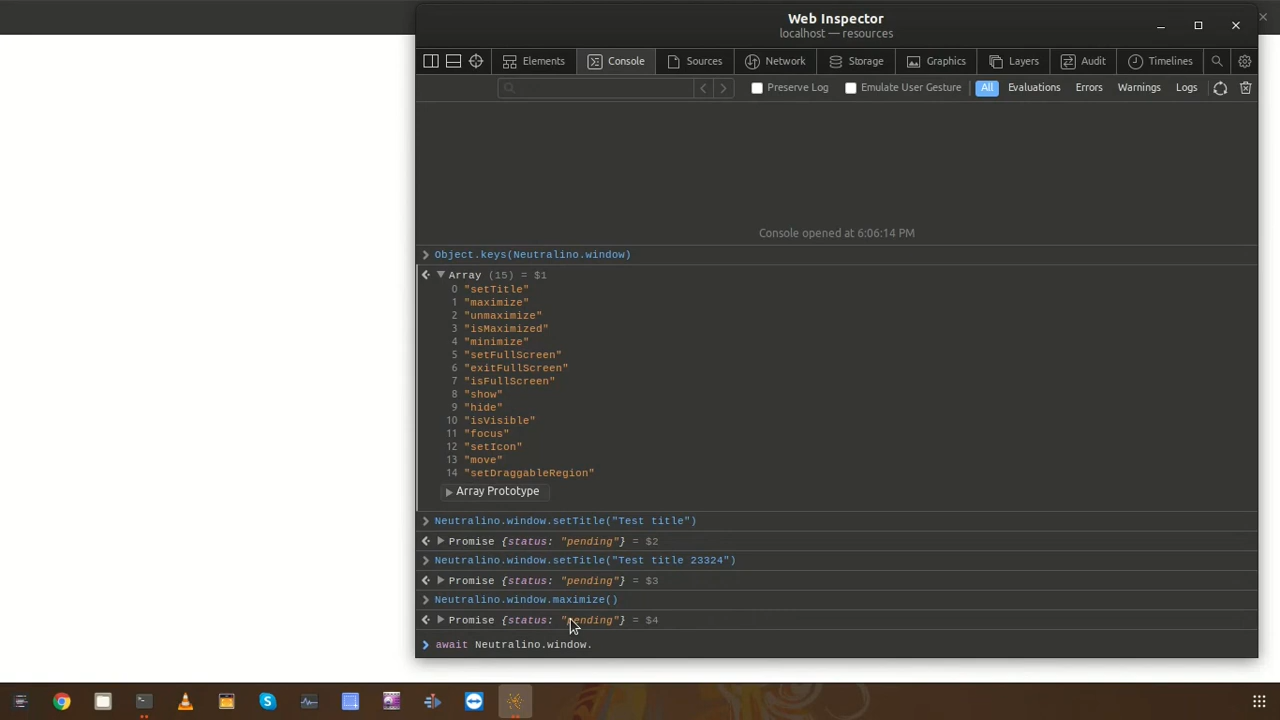 Web Inspector
localhost — resources
Elements Console Sources Network Storage Graphics Layers Audit Timelines
Preserve Log Emulate User Gesture All Evaluations Errors Warnings Logs
Console opened at 6:06:14 PM
Object.keys(Neutralino.window)
Array (15) = $1
0 "setTitle"
1 "maximize"
2 "unmaximize"
3 "isMaximized"
4 "minimize"
5 "setFullScreen"
6 "exitFullScreen"
7 "isFullScreen"
8 "show"
9 "hide"
10 "isVisible"
11 "focus"
12 "setIcon"
13 "move"
14 "setDraggableRegion"
Array Prototype
Neutralino.window.setTitle("Test title")
Promise {status: "pending"} = $2
Neutralino.window.setTitle("Test title 23324")
Promise {status: "pending"} = $3
Neutralino.window.maximize()
Promise {status: "pending"} = $4
await Neutralino.window.